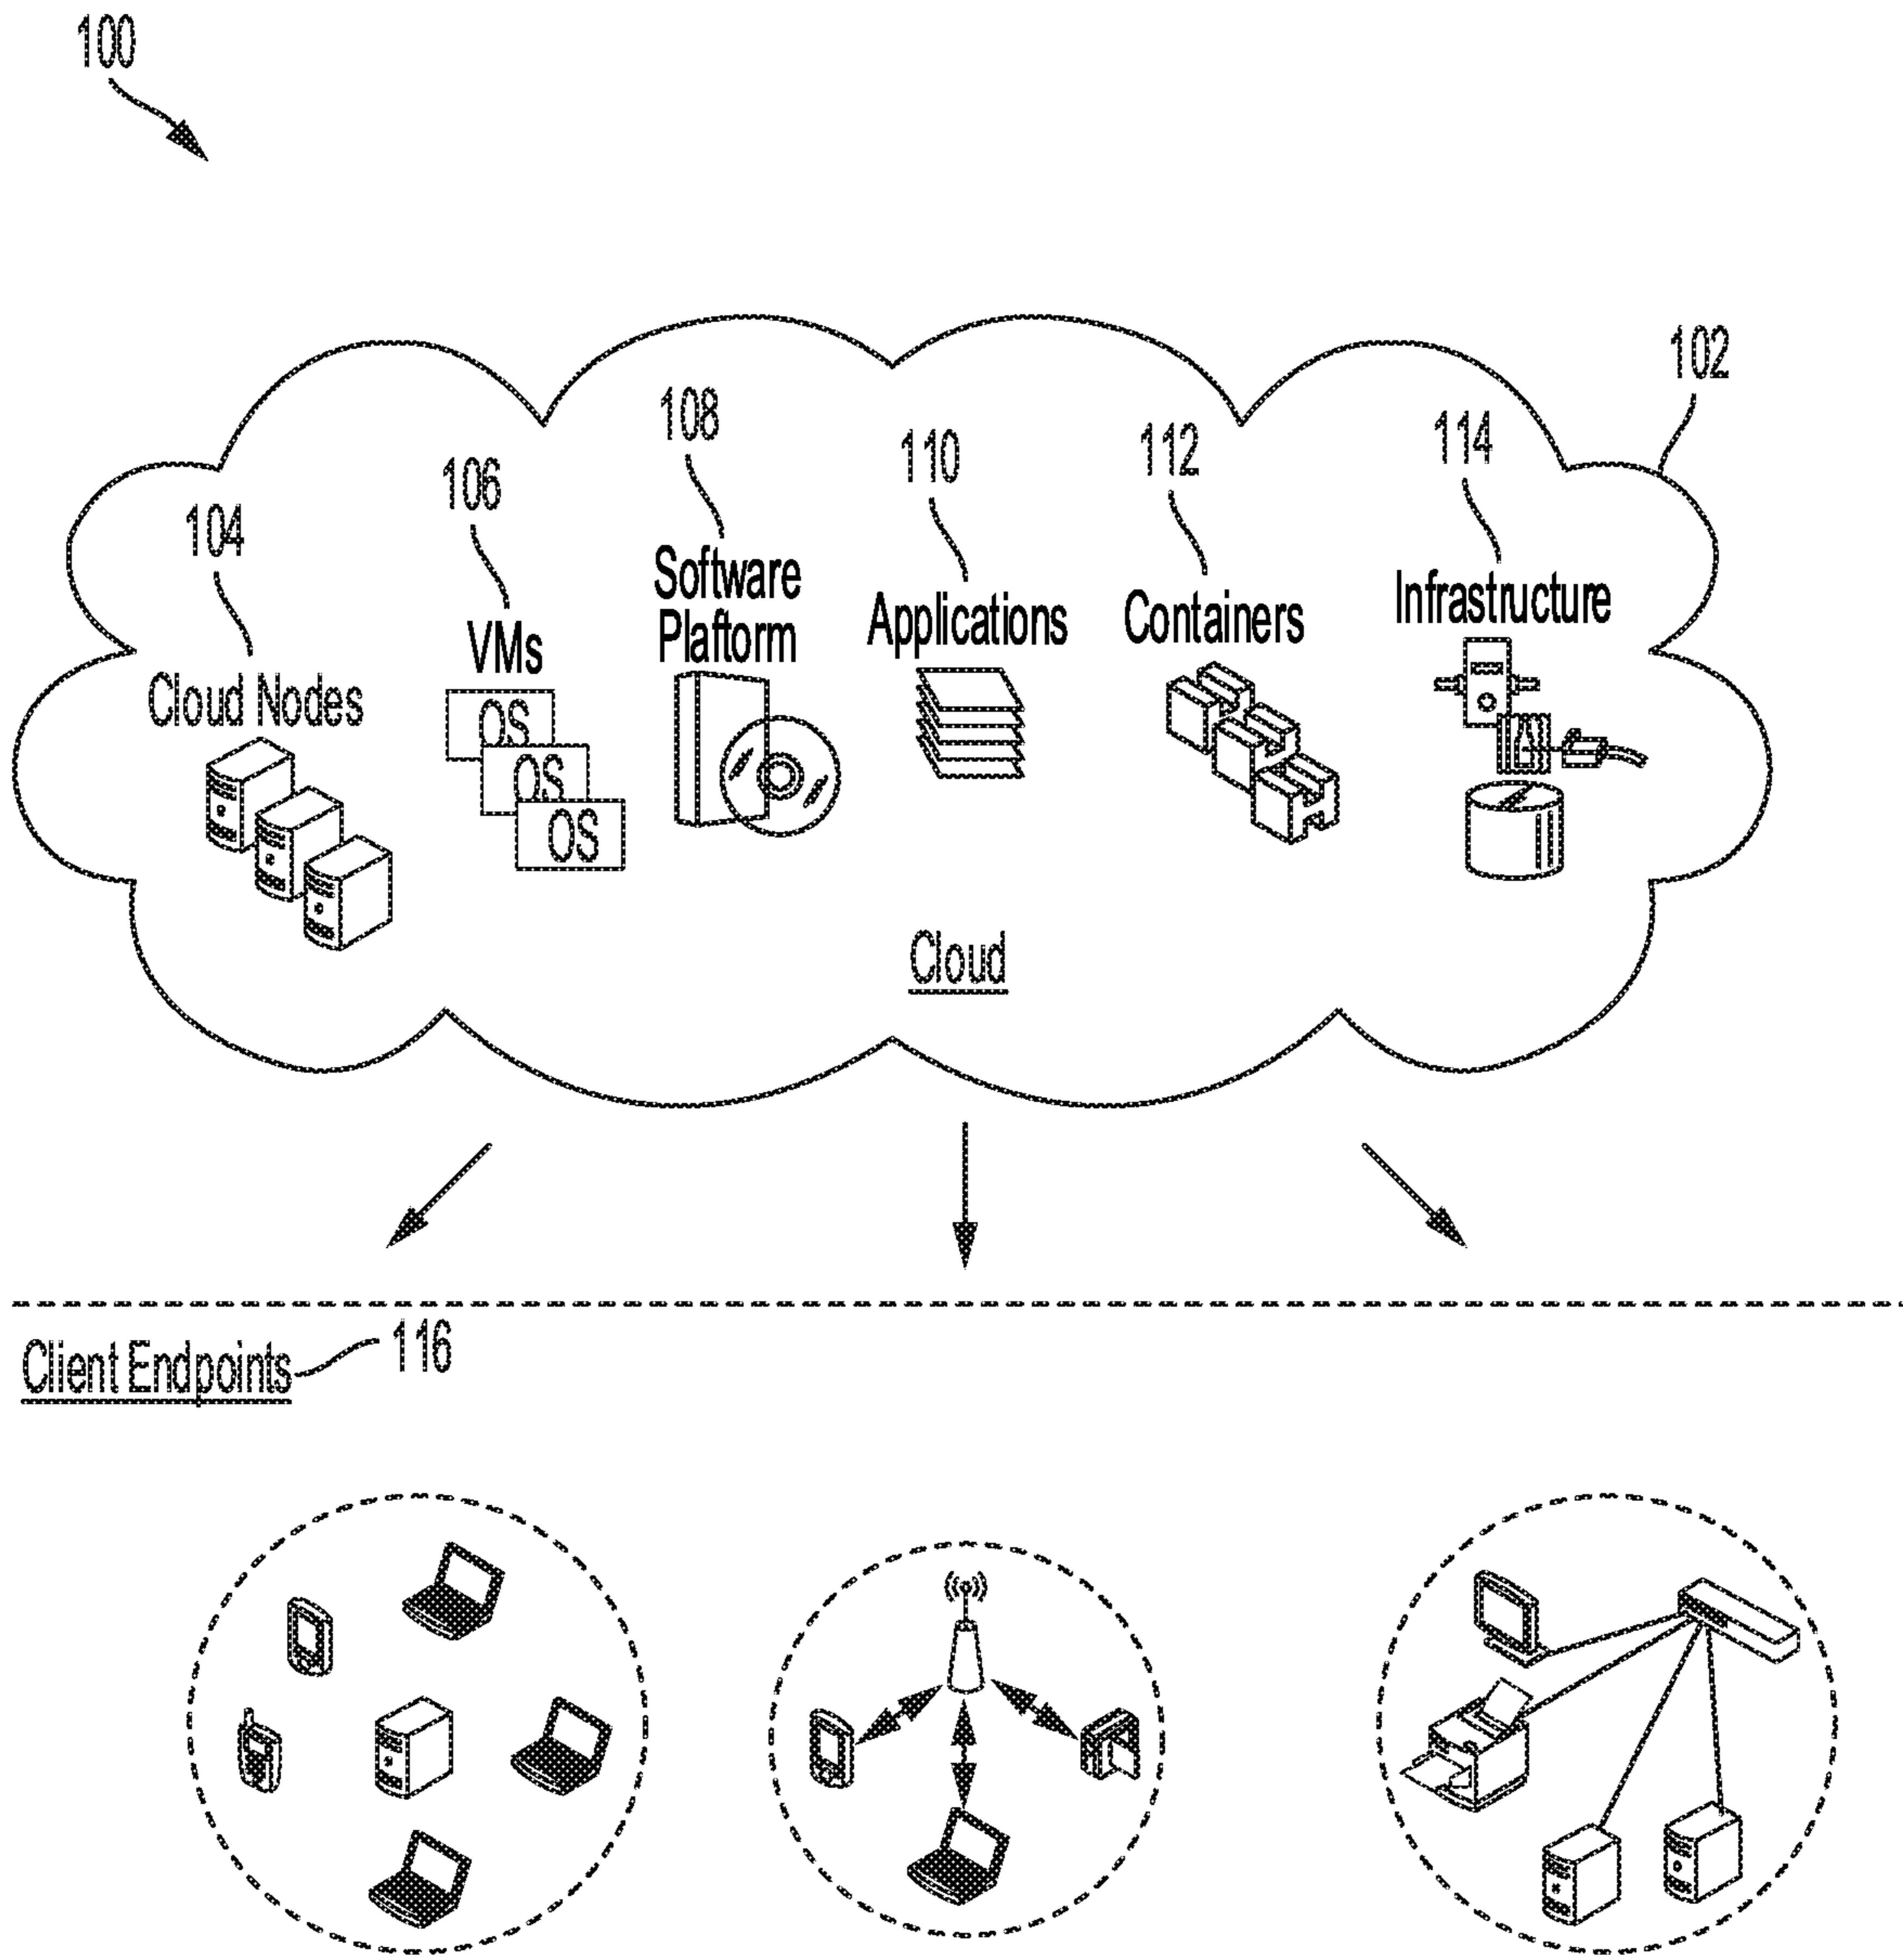 100
102
108
114
110
112
106
104
Software
Plaftorm
Infrastructure
Applications
Containers
VMs
Cloud Nodes
OS
OS
OS
Cloud
Client Endpoints
116